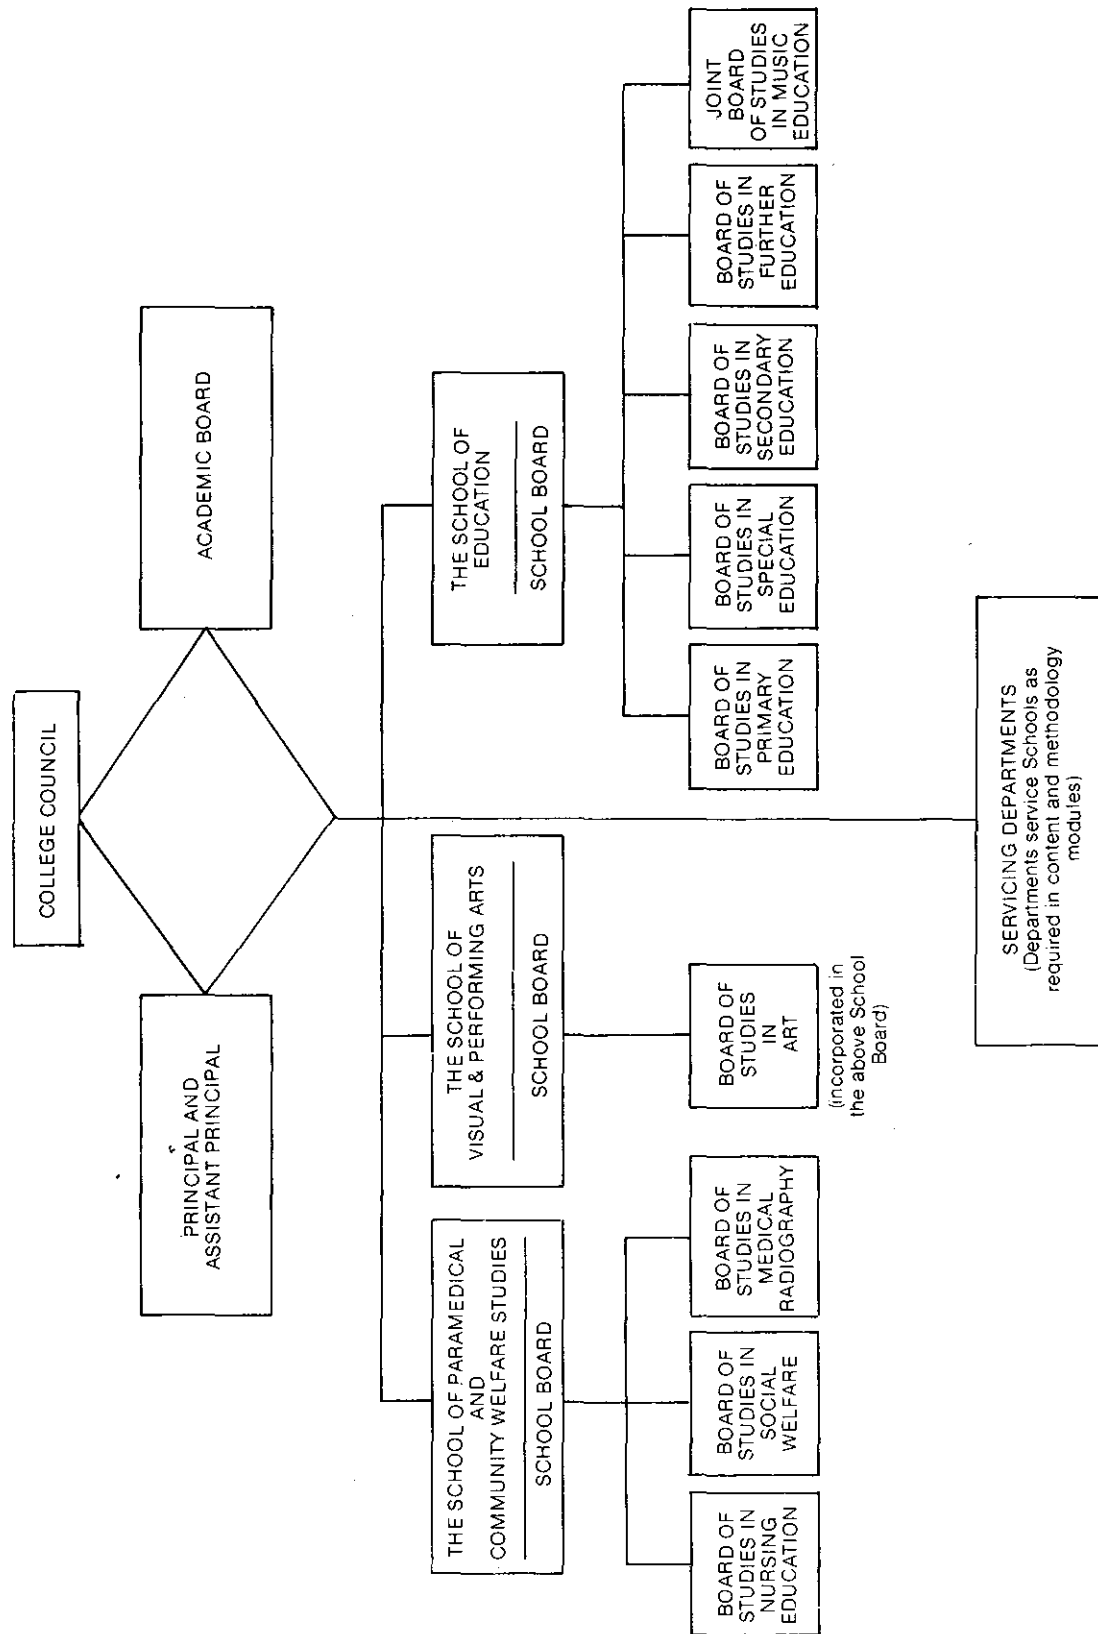 COLLEGE COUNCIL
PRINCIPAL AND
ASSISTANT PRINCIPAL
ACADEMIC BOARD
THE SCHOOL OF PARAMEDICAL
AND
COMMUNITY WELFARE STUDIES
SCHOOL BOARD
THE SCHOOL OF
VISUAL & PERFORMING ARTS
SCHOOL BOARD
THE SCHOOL OF
EDUCATION
SCHOOL BOARD
BOARD OF
STUDIES IN
NURSING
EDUCATION
BOARD OF
STUDIES IN
SOCIAL
WELFARE
BOARD OF
STUDIES IN
MEDICAL
RADIOGRAPHY
BOARD OF
STUDIES
IN
ART
(incorporated in
the above School
Board)
BOARD OF
STUDIES IN
PRIMARY
EDUCATION
BOARD OF
STUDIES IN
SPECIAL
EDUCATION
BOARD OF
STUDIES IN
SECONDARY
EDUCATION
BOARD OF
STUDIES IN
FURTHER
EDUCATION
JOINT
BOARD
OF STUDIES
IN MUSIC
EDUCATION
SERVICING DEPARTMENTS
(Departments service Schools as
required in content and methodology
modules)